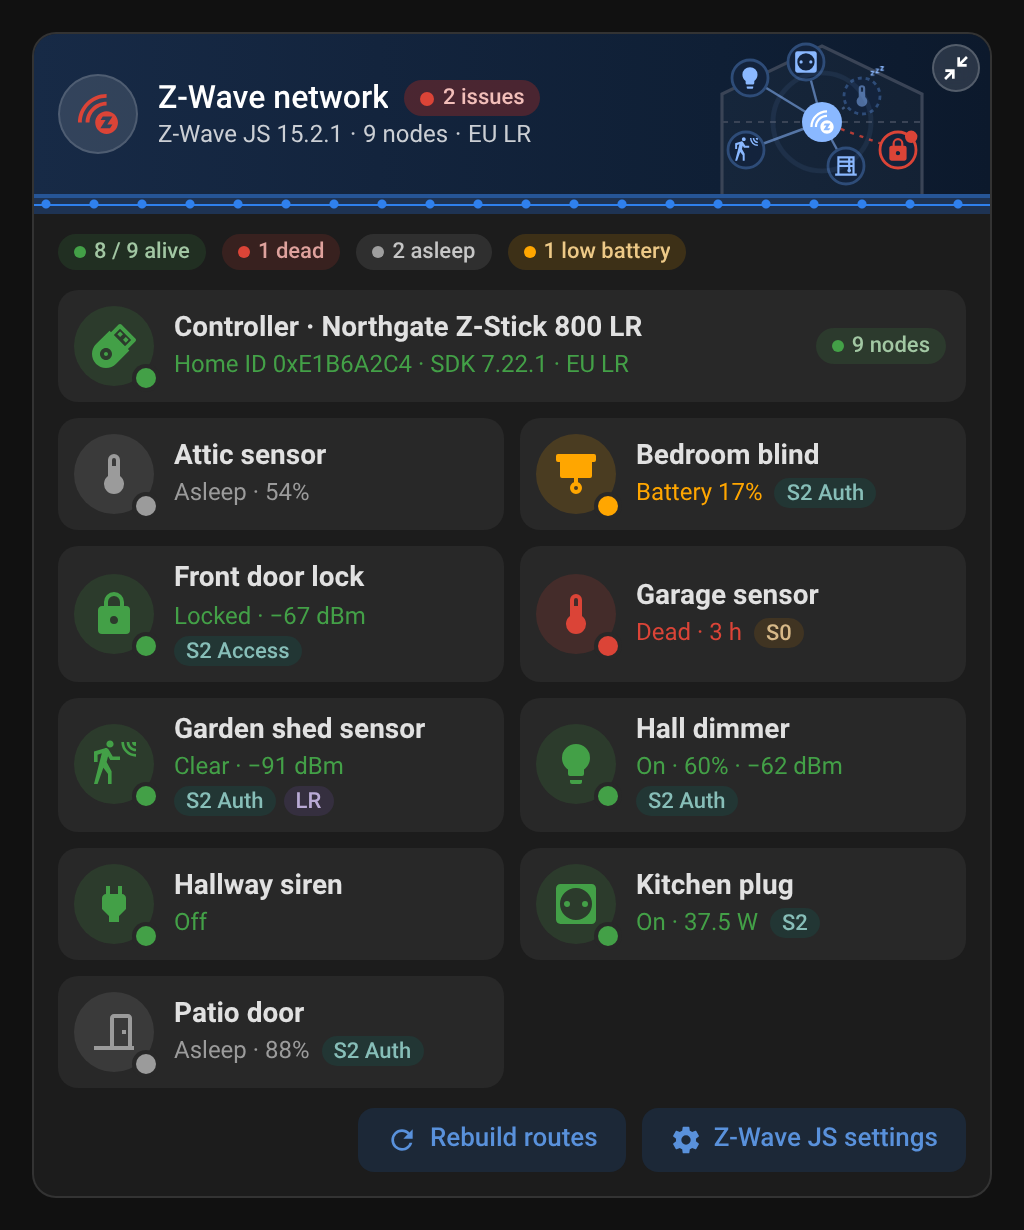 Z-Wave network
2 issues
Z-Wave JS 15.2.1 · 9 nodes · EU LR
8 / 9 alive
1 dead
2 asleep
1 low battery
Controller · Northgate Z-Stick 800 LR
Home ID 0xE1B6A2C4 · SDK 7.22.1 · EU LR
9 nodes
Attic sensor
Asleep · 54%
Bedroom blind
Battery 17% S2 Auth
Front door lock
Locked · −67 dBm
S2 Access
Garage sensor
Dead · 3 h S0
Garden shed sensor
Clear · −91 dBm
S2 Auth LR
Hall dimmer
On · 60% · −62 dBm
S2 Auth
Hallway siren
Off
Kitchen plug
On · 37.5 W S2
Patio door
Asleep · 88% S2 Auth
Rebuild routes
Z-Wave JS settings